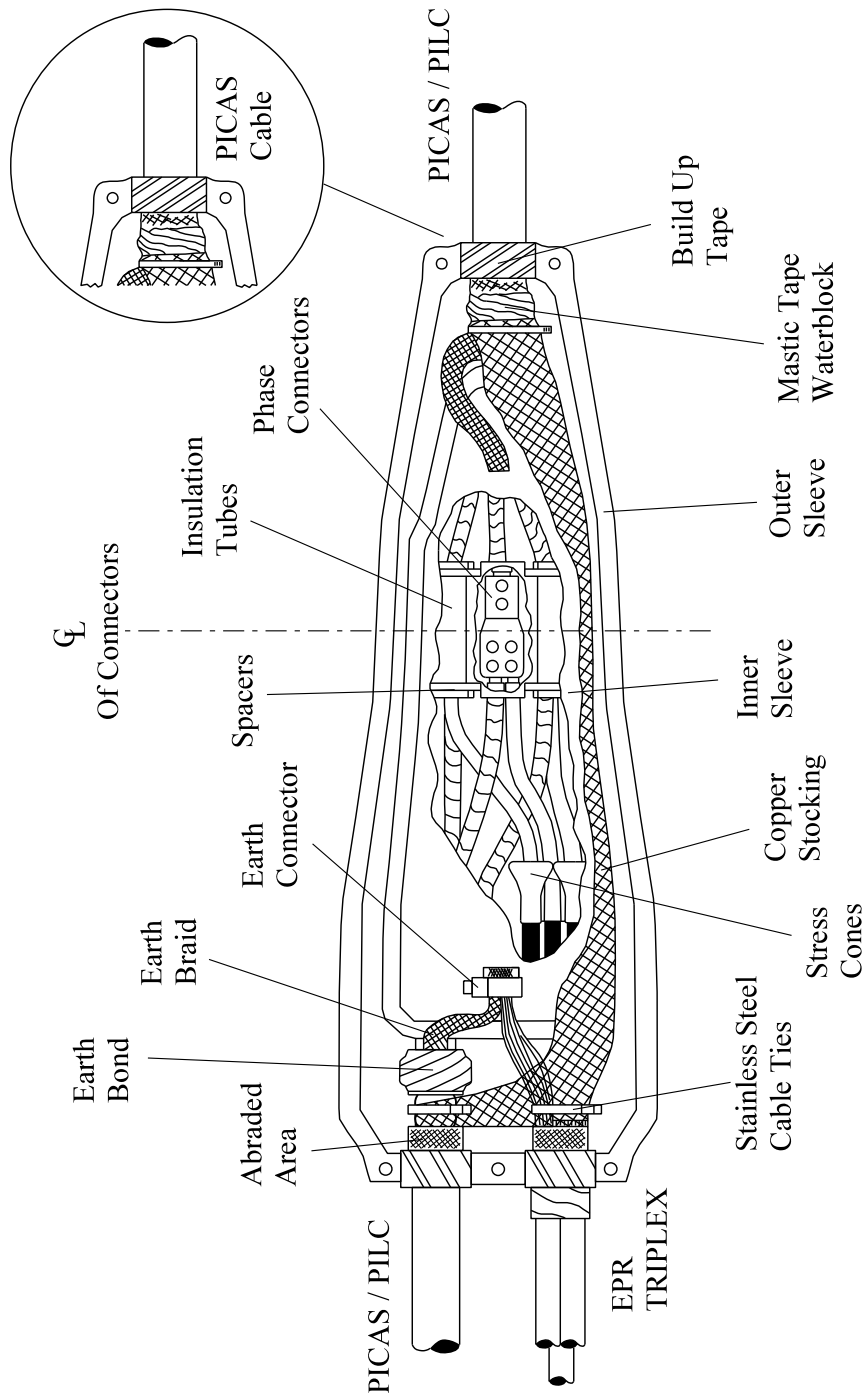 ℄
Of Connectors
Insulation
Tubes
Phase
Connectors
Spacers
Earth
Connector
Earth
Braid
Earth
Bond
Abraded
Area
PICAS / PILC
EPR
TRIPLEX
Stainless Steel
Cable Ties
Stress
Cones
Copper
Stocking
Inner
Sleeve
Outer
Sleeve
Mastic Tape
Waterblock
Build Up
Tape
PICAS / PILC
PICAS
Cable